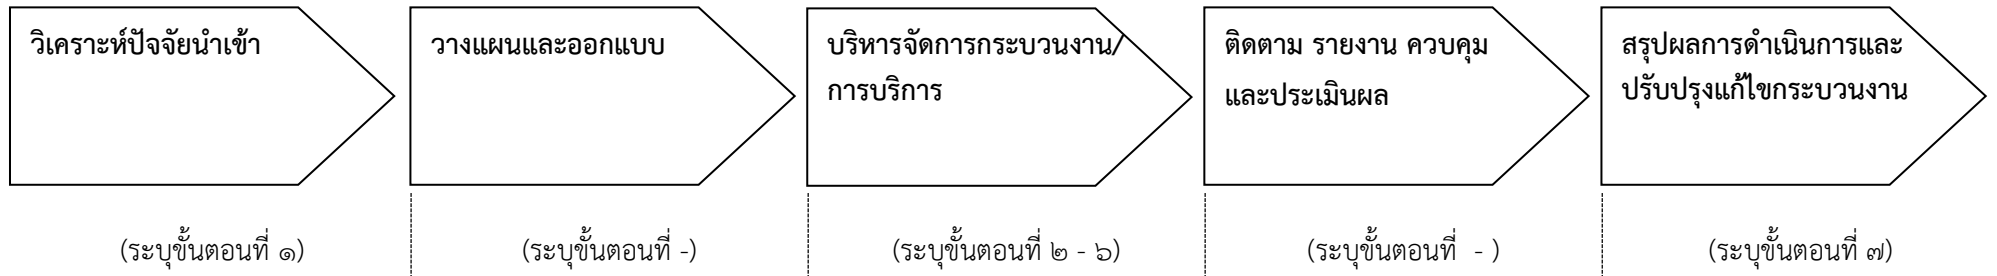 วิเคราะห์ปัจจัยนำเข้า
วางแผนและออกแบบ
บริหารจัดการกระบวนงาน/
การบริการ
ติดตาม รายงาน ควบคุม
และประเมินผล
สรุปผลการดำเนินการและ
ปรับปรุงแก้ไขกระบวนงาน
(ระบุขั้นตอนที่ ๑)
(ระบุขั้นตอนที่ -)
(ระบุขั้นตอนที่ ๒ - ๖)
(ระบุขั้นตอนที่ - )
(ระบุขั้นตอนที่ ๗)